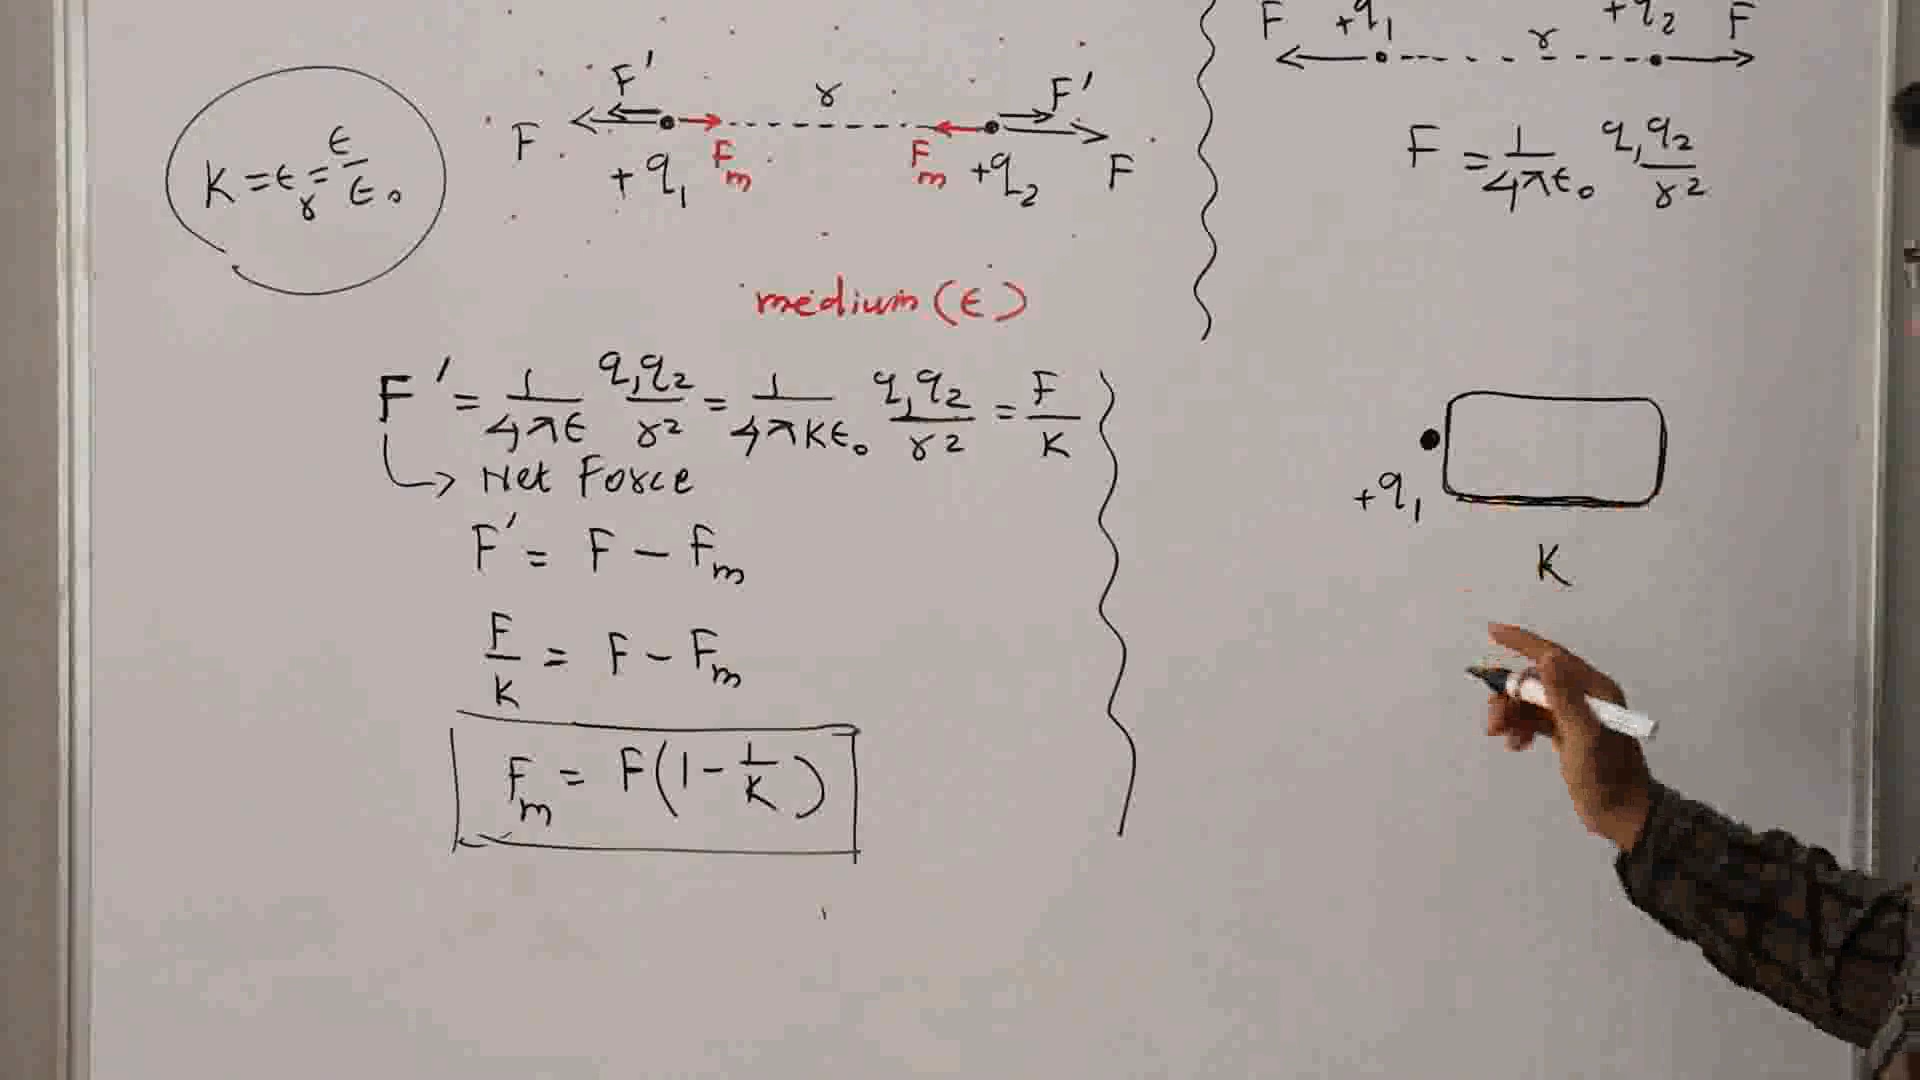 K = ϵr = ϵ/ϵ₀
F F' r F' F
+q₁ Fm Fm +q₂
medium (ϵ)
F' = 1/4πϵ q₁q₂/r² = 1/4πKϵ₀ q₁q₂/r² = F/K
→ Net Force
F' = F − Fm
F/K = F − Fm
Fm = F(1 − 1/K)
F +q₁ r +q₂ F
F = 1/4πϵ₀ q₁q₂/r²
+q₁
K